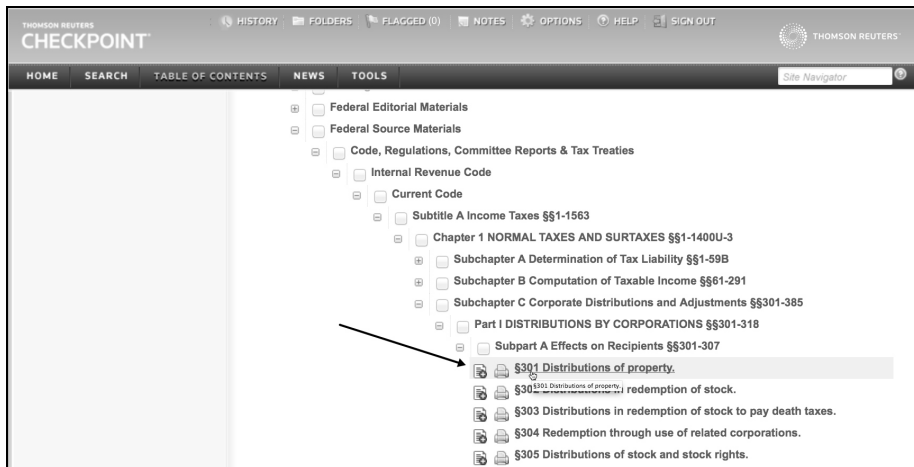 THOMSON REUTERS
CHECKPOINT™
HISTORY FOLDERS FLAGGED (0) NOTES OPTIONS HELP SIGN OUT
THOMSON REUTERS
HOME SEARCH TABLE OF CONTENTS NEWS TOOLS
Site Navigator
Federal Editorial Materials
Federal Source Materials
Code, Regulations, Committee Reports & Tax Treaties
Internal Revenue Code
Current Code
Subtitle A Income Taxes §§1-1563
Chapter 1 NORMAL TAXES AND SURTAXES §§1-1400U-3
Subchapter A Determination of Tax Liability §§1-59B
Subchapter B Computation of Taxable Income §§61-291
Subchapter C Corporate Distributions and Adjustments §§301-385
Part I DISTRIBUTIONS BY CORPORATIONS §§301-318
Subpart A Effects on Recipients §§301-307
§301 Distributions of property.
§301 Distributions of property.
redemption of stock.
§303 Distributions in redemption of stock to pay death taxes.
§304 Redemption through use of related corporations.
§305 Distributions of stock and stock rights.